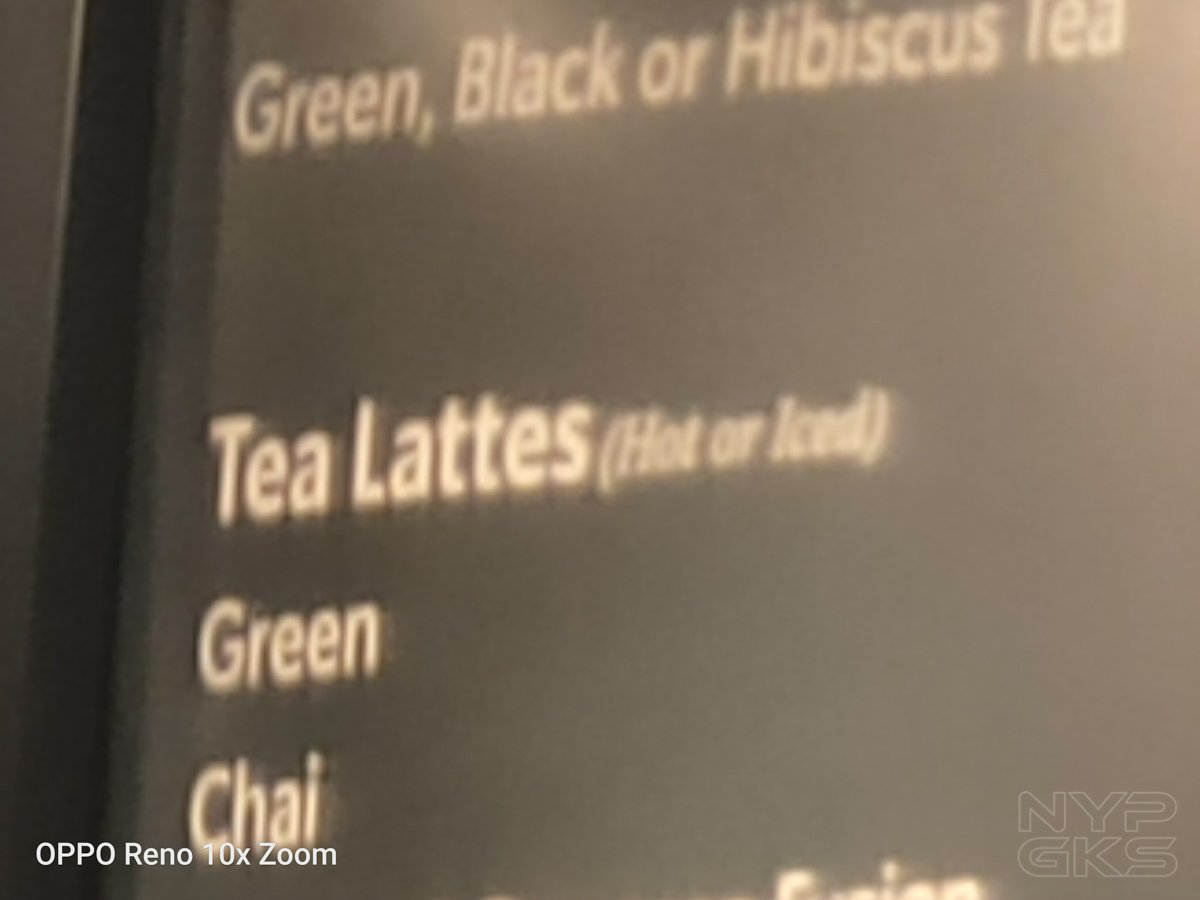 Green, Black or Hibiscus Tea
Tea Lattes (Hot or Iced)
Green
Chai
OPPO Reno 10x Zoom
NYP
GKS